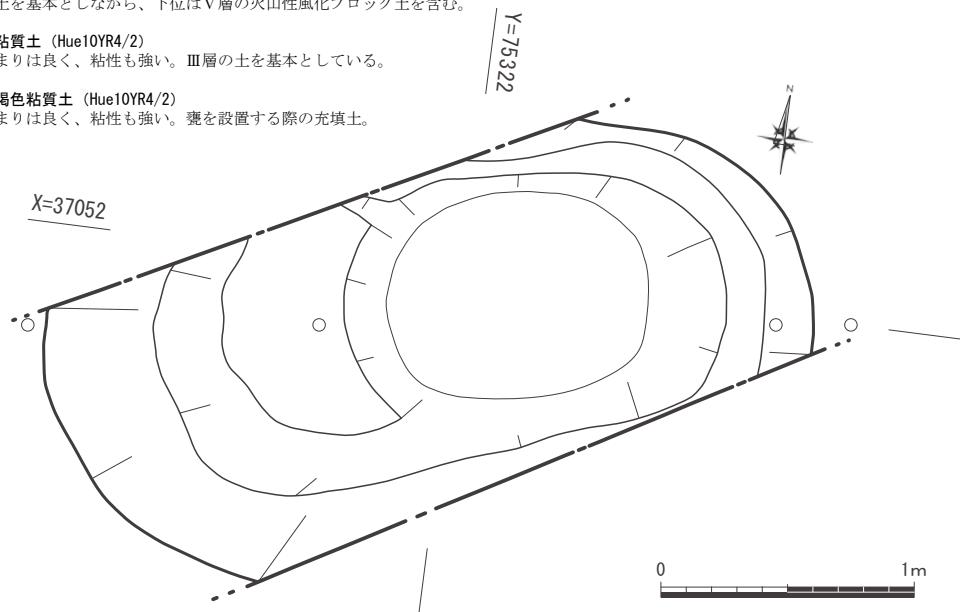 土を基本としながら、下位はⅤ層の火山性風化ブロック土を含む。
粘質土 (Hue10YR4/2)
まりは良く、粘性も強い。Ⅲ層の土を基本としている。
褐色粘質土 (Hue10YR4/2)
まりは良く、粘性も強い。甕を設置する際の充填土。
Y=75322
N
X=37052
0 1m